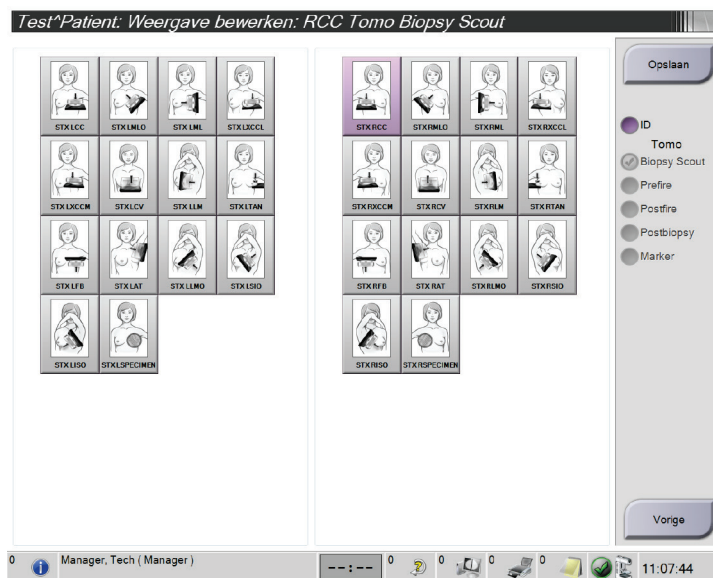 Test^Patient: Weergave bewerken: RCC Tomo Biopsy Scout
STX LCC STX LMLO STX LML STX LXCCL
STX LXCCM STX LCV STX LLM STX LTAN
STX LFB STX LAT STX LLMO STX LSIO
STX LISO STX LSPECIMEN
STX RCC STX RMLO STX RML STX RXCCL
STX RXCCM STX RCV STX RLM STX RTAN
STX RFB STX RAT STX RLMO STX RSIO
STX RISO STX RSPECIMEN
Opslaan
ID
Tomo
Biopsy Scout
Prefire
Postfire
Postbiopsy
Marker
Vorige
0 Manager, Tech ( Manager ) --:-- 0 0 0 0 11:07:44